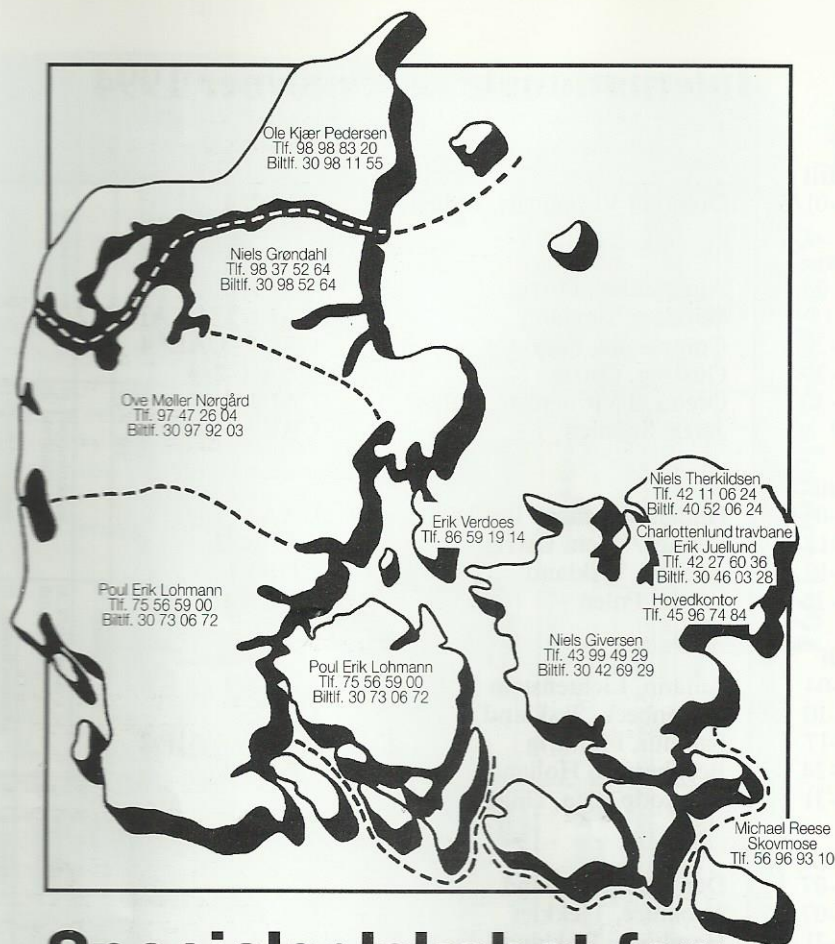 Ole Kjær Pedersen
Tlf. 98 98 83 20
Biltlf. 30 98 11 55
Niels Grøndahl
Tlf. 98 37 52 64
Biltlf. 30 98 52 64
Ove Møller Nørgård
Tlf. 97 47 26 04
Biltlf. 30 97 92 03
Erik Verdoes
Tlf. 86 59 19 14
Niels Therkildsen
Tlf. 42 11 06 24
Biltlf. 40 52 06 24
Charlottenlund travbane
Erik Juellund
Tlf. 42 27 60 36
Biltlf. 30 46 03 28
Hovedkontor
Tlf. 45 96 74 84
Poul Erik Lohmann
Tlf. 75 56 59 00
Biltlf. 30 73 06 72
Poul Erik Lohmann
Tlf. 75 56 59 00
Biltlf. 30 73 06 72
Niels Giversen
Tlf. 43 99 49 29
Biltlf. 30 42 69 29
Michael Reese
Skovmose
Tlf. 56 96 93 10